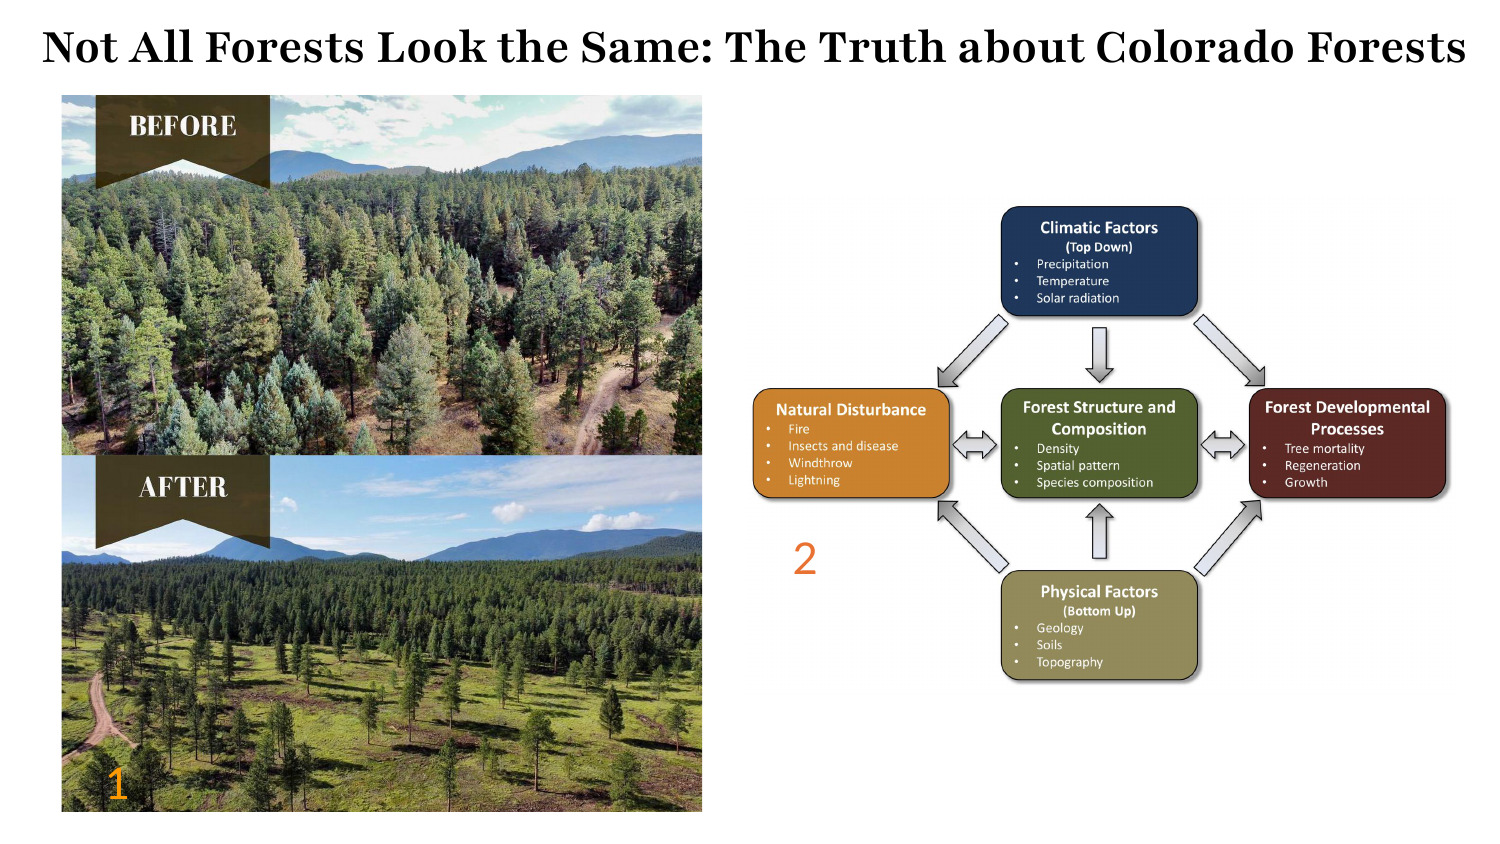 Not All Forests Look the Same: The Truth about Colorado Forests
BEFORE
AFTER
1
Climatic Factors
(Top Down)
• Precipitation
• Temperature
• Solar radiation
Natural Disturbance
• Fire
• Insects and disease
• Windthrow
• Lightning
Forest Structure and
Composition
• Density
• Spatial pattern
• Species composition
Forest Developmental
Processes
• Tree mortality
• Regeneration
• Growth
2
Physical Factors
(Bottom Up)
• Geology
• Soils
• Topography